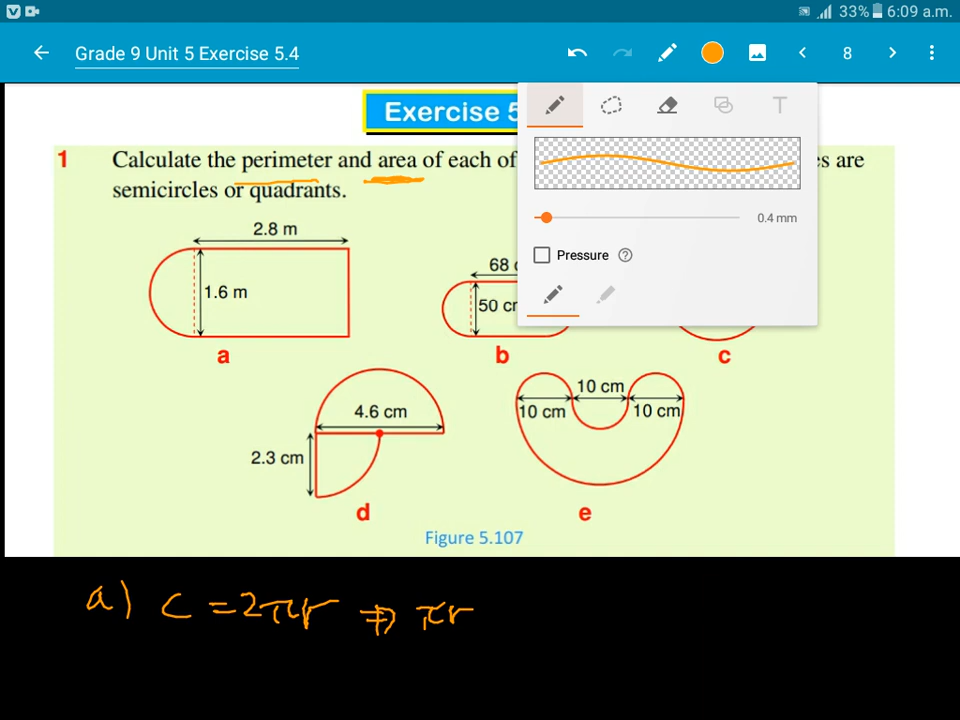 33% 6:09 a.m.
Grade 9 Unit 5 Exercise 5.4
8
Exercise 5
1 Calculate the perimeter and area of each of
s are
semicircles or quadrants.
T
0.4 mm
Pressure ?
2.8 m
1.6 m
68
50 cm
a
b
c
4.6 cm
2.3 cm
10 cm
10 cm
10 cm
d
e
Figure 5.107
a) C = 2πr ⇒ πr